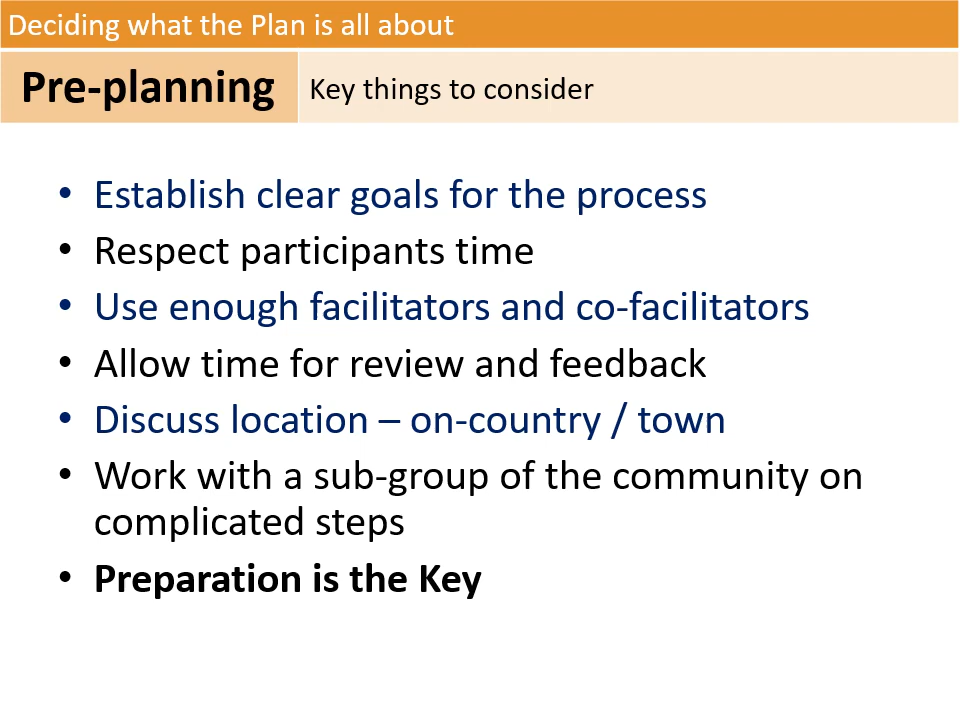 Deciding what the Plan is all about
Pre-planning
Key things to consider
• Establish clear goals for the process
• Respect participants time
• Use enough facilitators and co-facilitators
• Allow time for review and feedback
• Discuss location – on-country / town
• Work with a sub-group of the community on
complicated steps
• Preparation is the Key